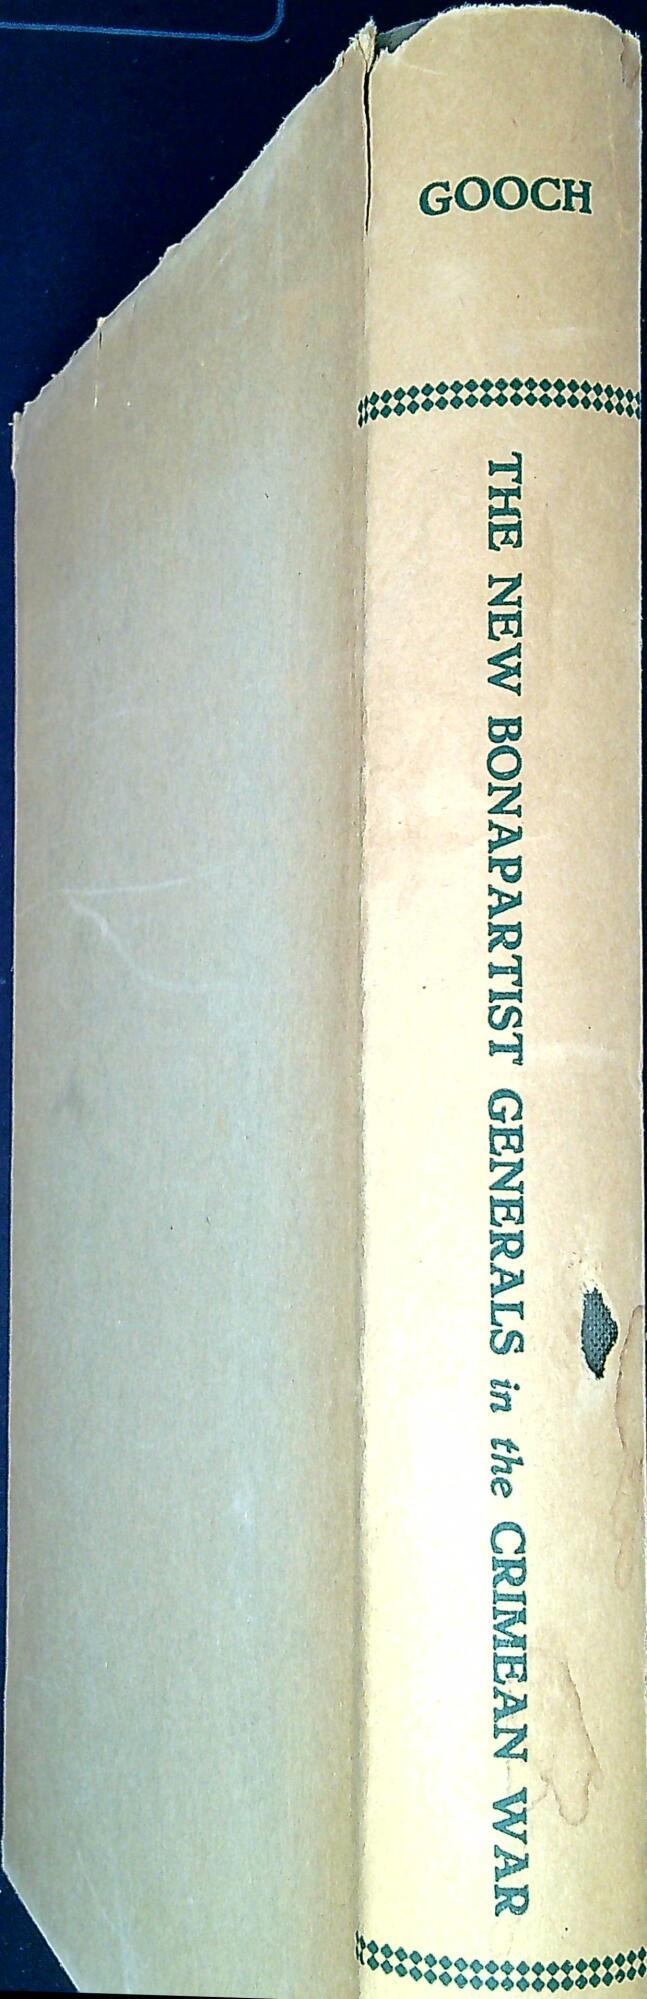 GOOCH
THE NEW BONAPARTIST GENERALS in the CRIMEAN WAR